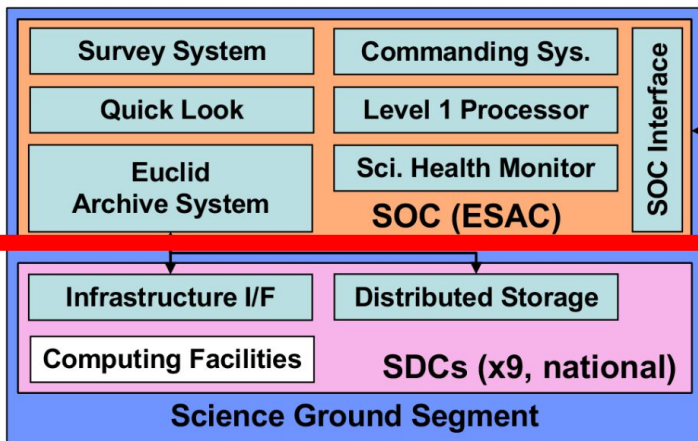 Survey System
Commanding Sys.
Quick Look
Level 1 Processor
Euclid
Archive System
Sci. Health Monitor
SOC (ESAC)
SOC Interface
Infrastructure I/F
Distributed Storage
Computing Facilities
SDCs (x9, national)
Science Ground Segment